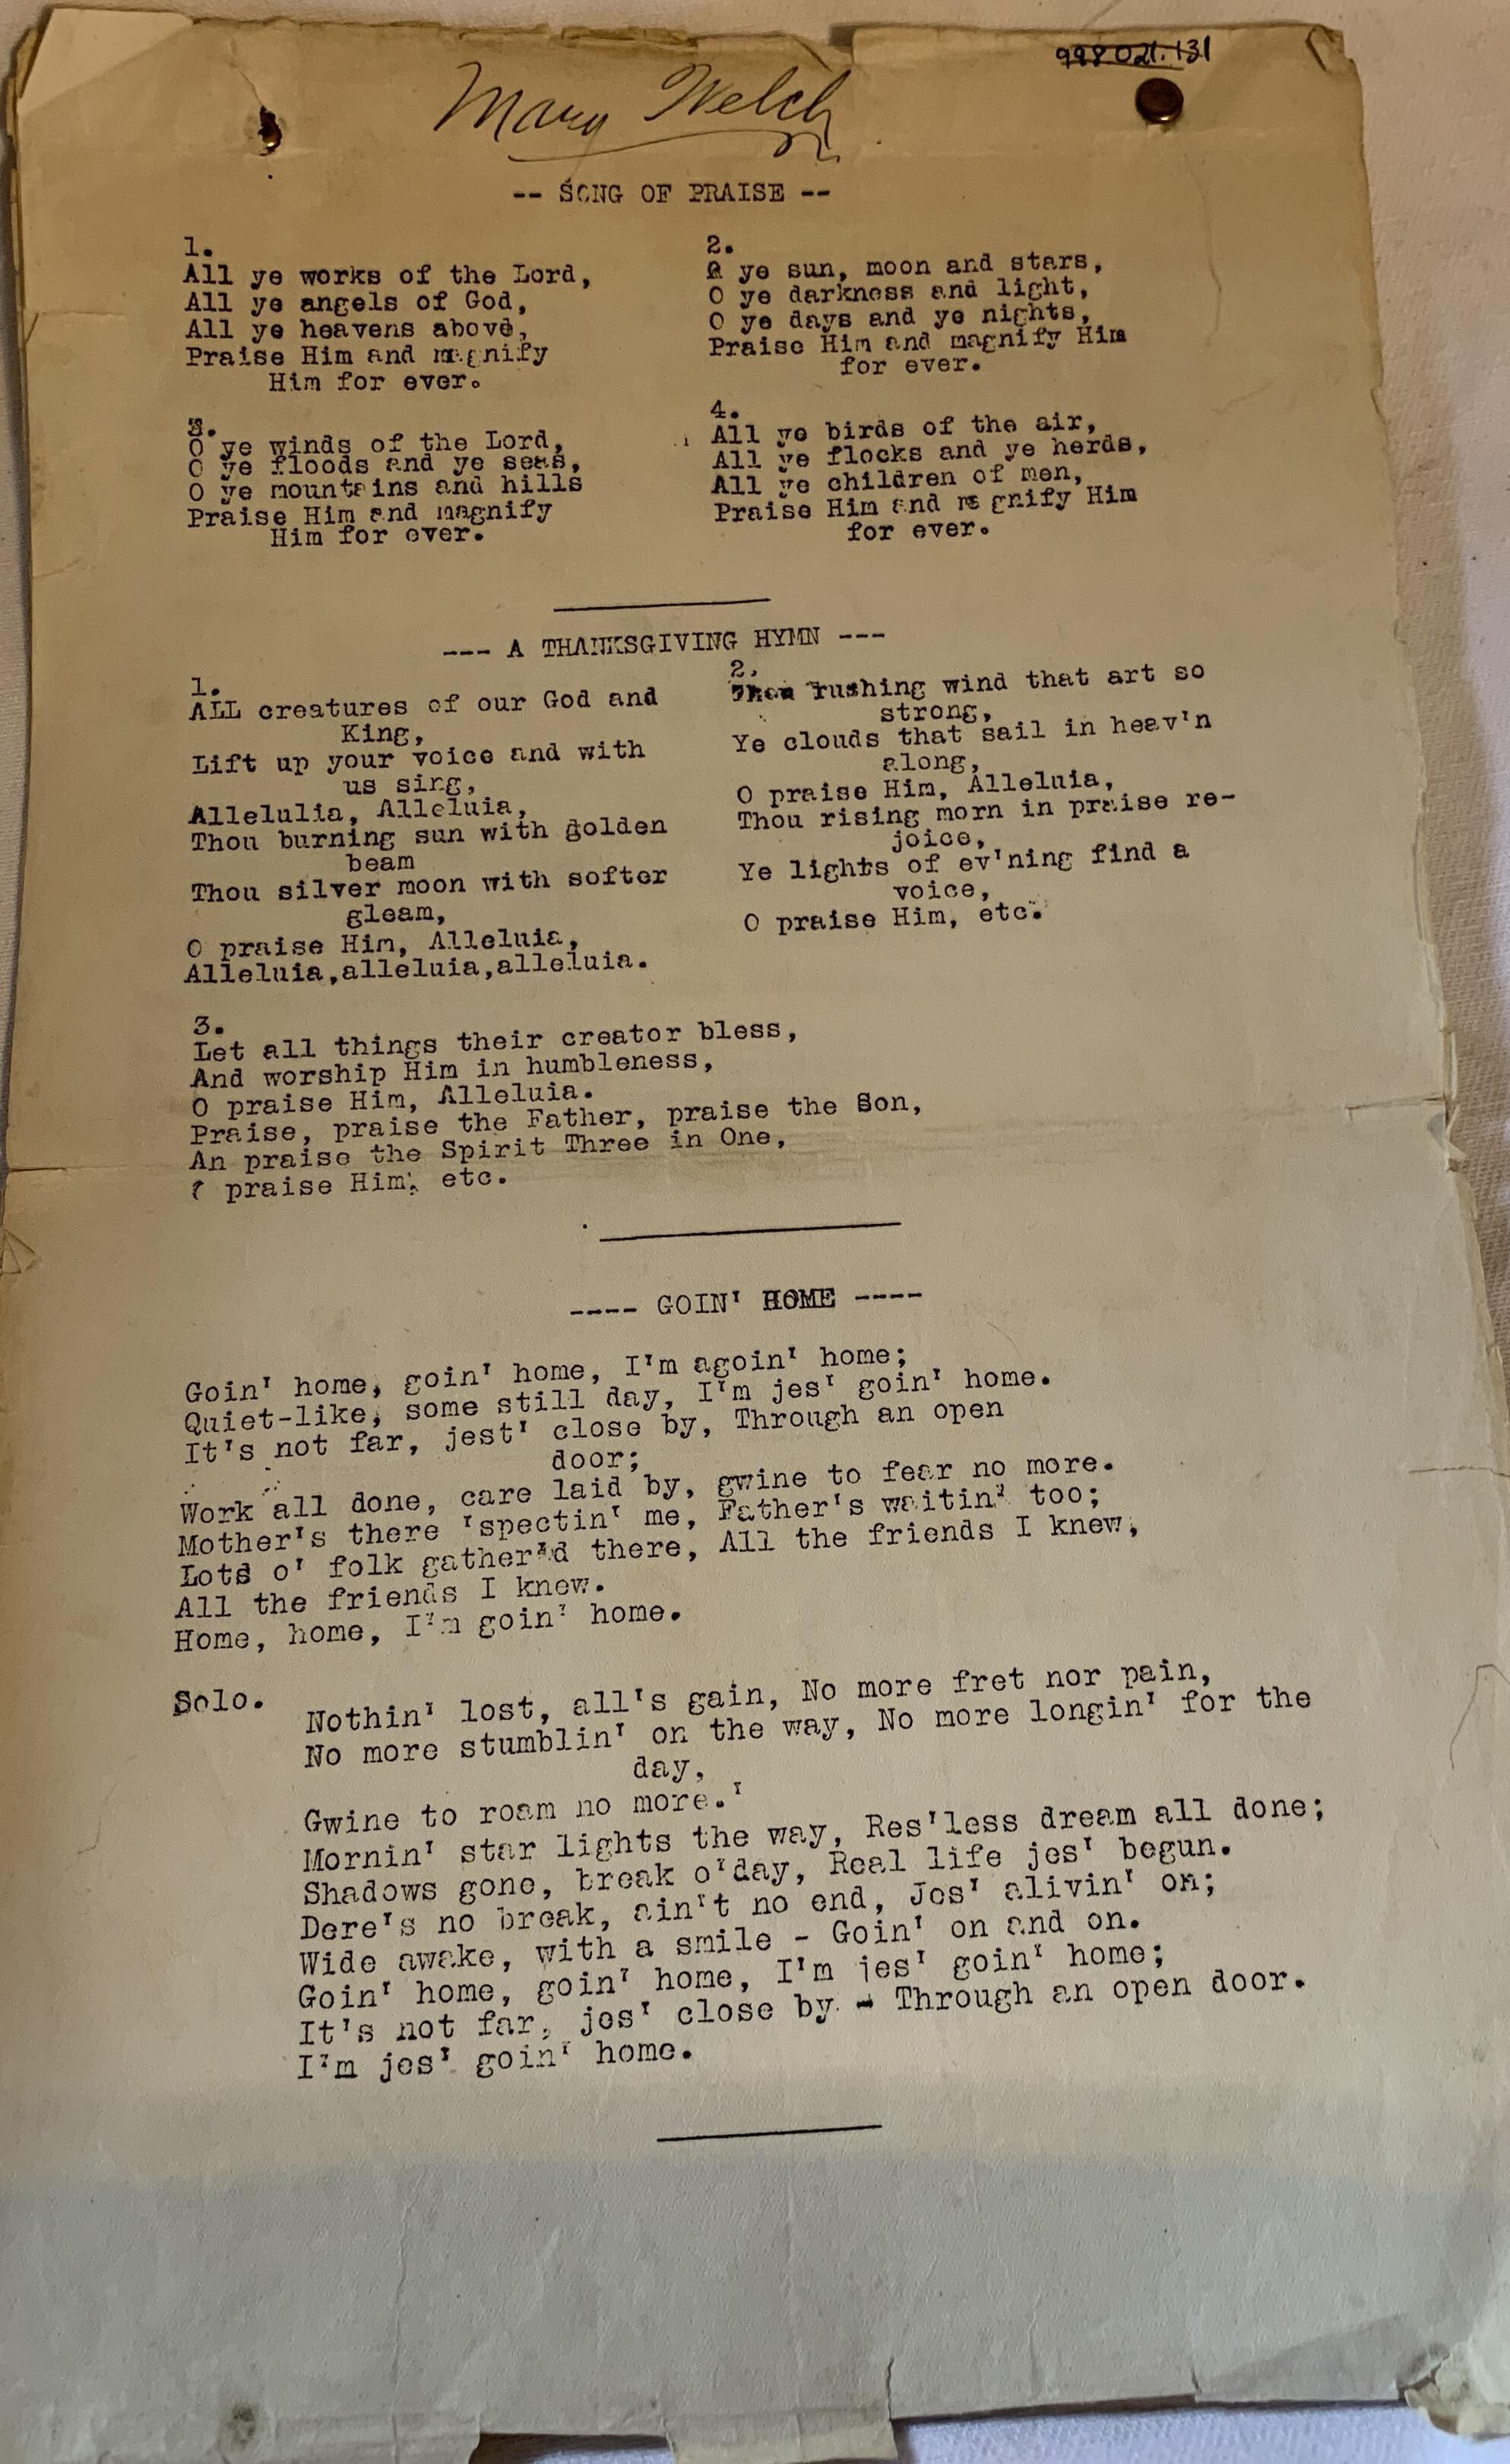 998021.131
Mary Welch
-- SONG OF PRAISE --
1.
All ye works of the Lord,
All ye angels of God,
All ye heavens above,
Praise Him and magnify
Him for ever.
2.
O ye sun, moon and stars,
O ye darkness and light,
O ye days and ye nights,
Praise Him and magnify Him
for ever.
3.
O ye winds of the Lord,
O ye floods and ye seas,
O ye mountains and hills
Praise Him and magnify
Him for ever.
4.
All ye birds of the air,
All ye flocks and ye herds,
All ye children of men,
Praise Him and magnify Him
for ever.
--- A THANKSGIVING HYMN ---
1.
ALL creatures of our God and
King,
Lift up your voice and with
us sing,
Allelulia, Alleluia,
Thou burning sun with golden
beam
Thou silver moon with softer
gleam,
O praise Him, Alleluia,
Alleluia,alleluia,alleluia.
2.
Thou rushing wind that art so
strong,
Ye clouds that sail in heav'n
along,
O praise Him, Alleluia,
Thou rising morn in praise re-
joice,
Ye lights of ev'ning find a
voice,
O praise Him, etc.
3.
Let all things their creator bless,
And worship Him in humbleness,
O praise Him, Alleluia.
Praise, praise the Father, praise the Son,
An praise the Spirit Three in One,
praise Him, etc.
---- GOIN' HOME ----
Goin' home, goin' home, I'm agoin' home;
Quiet-like, some still day, I'm jes' goin' home.
It's not far, jest' close by, Through an open
door;
Work all done, care laid by, gwine to fear no more.
Mother's there 'spectin' me, Father's waitin' too;
Lots o' folk gather'd there, All the friends I knew,
All the friends I knew.
Home, home, I'm goin' home.
Solo.
Nothin' lost, all's gain, No more fret nor pain,
No more stumblin' on the way, No more longin' for the
day,
Gwine to roam no more.'
Mornin' star lights the way, Res'less dream all done;
Shadows gone, break o'day, Real life jes' begun.
Dere's no break, ain't no end, Jes' alivin' on;
Wide awake, with a smile - Goin' on and on.
Goin' home, goin' home, I'm jes' goin' home;
It's not far, jes' close by - Through an open door.
I'm jes' goin' home.